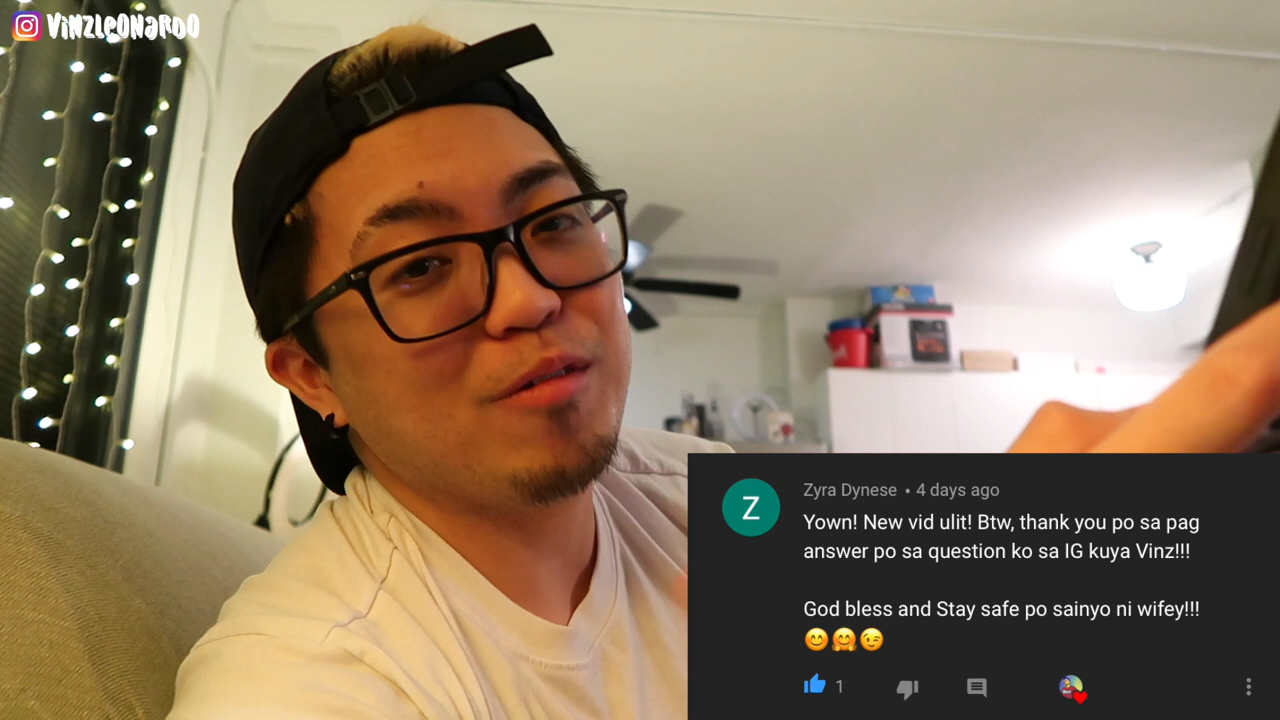 VINZLEONARDO
Zyra Dynese • 4 days ago
Yown! New vid ulit! Btw, thank you po sa pag
answer po sa question ko sa IG kuya Vinz!!!
God bless and Stay safe po sainyo ni wifey!!!
😊🤗😉
1